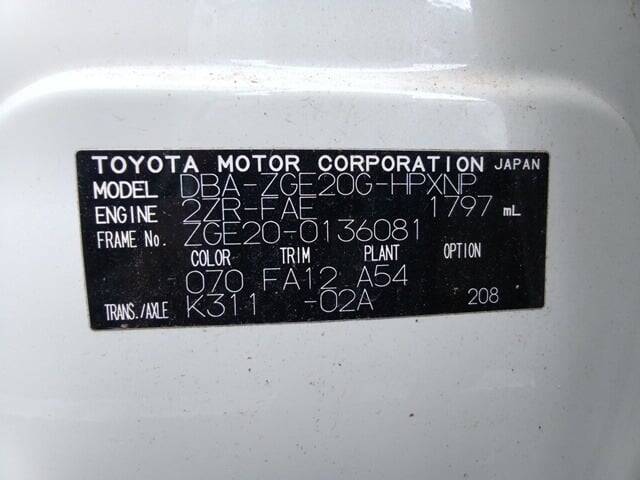 TOYOTA MOTOR CORPORATION JAPAN
MODEL DBA-ZGE20G-HPXNP
ENGINE 2ZR-FAE 1797 mL
FRAME No. ZGE20-0136081
COLOR TRIM PLANT OPTION
070 FA12 A54
TRANS./AXLE K311 -02A 208